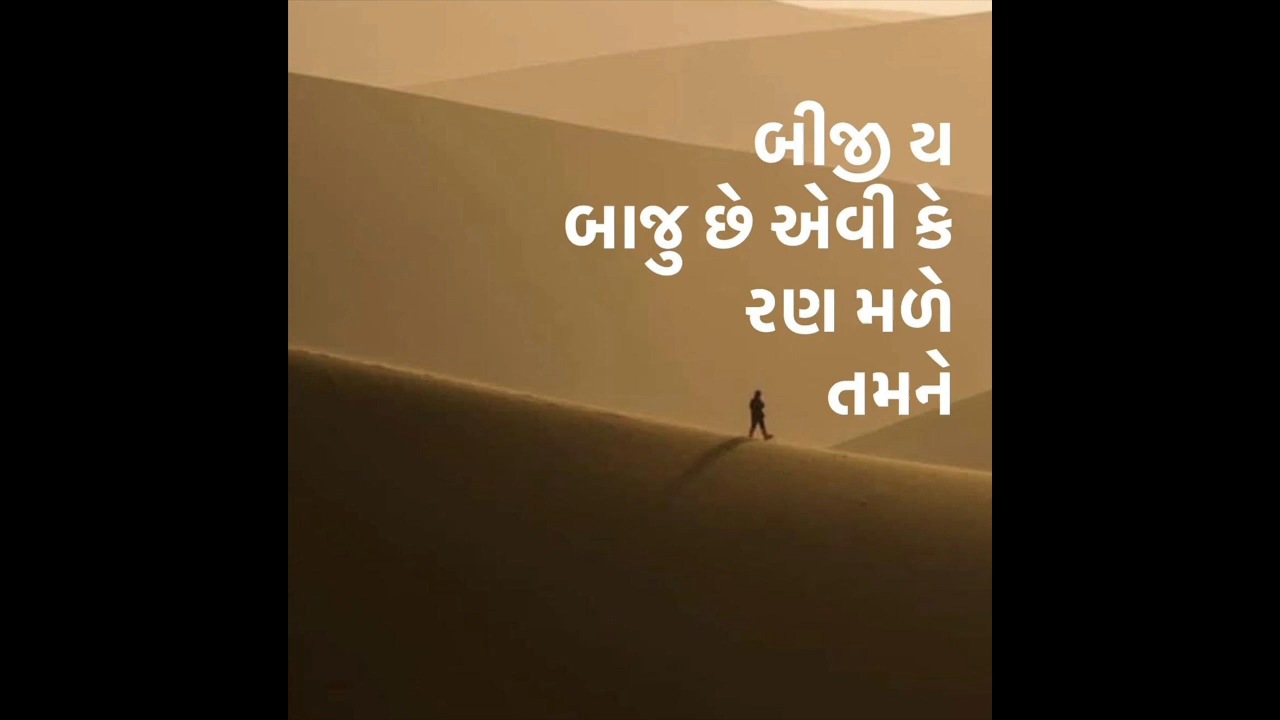 બીજી ય
બાજુ છે એવી કે
રણ મળે
તમને